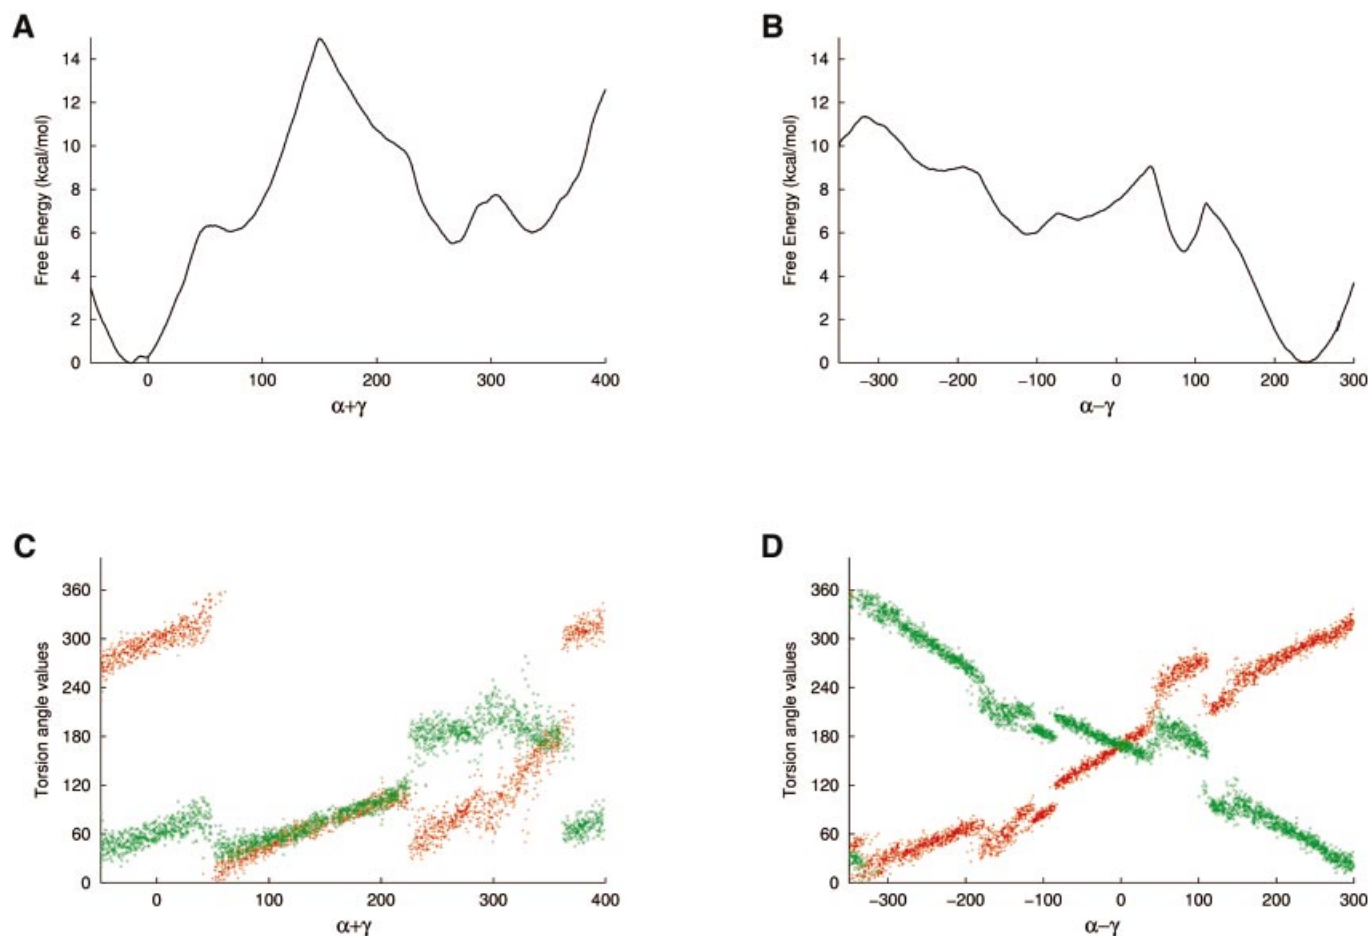 A
Free Energy (kcal/mol)
14
12
10
8
6
4
2
0
0 100 200 300 400
α+γ
B
Free Energy (kcal/mol)
14
12
10
8
6
4
2
0
−300 −200 −100 0 100 200 300
α−γ
C
Torsion angle values
360
300
240
180
120
60
0
0 100 200 300 400
α+γ
D
Torsion angle values
360
300
240
180
120
60
0
−300 −200 −100 0 100 200 300
α−γ